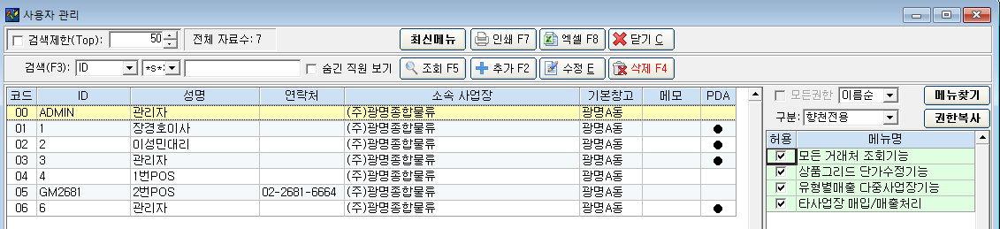 사용자 관리
검색제한(Top): 50 전체 자료수: 7 최신메뉴 인쇄 F7 엑셀 F8 닫기 C
검색(F3): ID *s*: 숨긴 직원 보기 조회 F5 추가 F2 수정 E 삭제 F4
코드 ID 성명 연락처 소속 사업장 기본창고 메모 PDA
00 ADMIN 관리자 (주)광명종합물류 광명A동
01 1 장경호이사 (주)광명종합물류 광명A동 ●
02 2 이성민대리 (주)광명종합물류 광명A동 ●
03 3 관리자 (주)광명종합물류 광명A동 ●
04 4 1번POS (주)광명종합물류 광명A동
05 GM2681 2번POS 02-2681-6664 (주)광명종합물류 광명A동
06 6 관리자 (주)광명종합물류 광명A동 ●
모든권한 이름순 메뉴찾기
구분: 향천전용 권한복사
허용 메뉴명
모든 거래처 조회기능
상품그리드 단가수정기능
유형별매출 다중사업장기능
타사업장 매입/매출처리